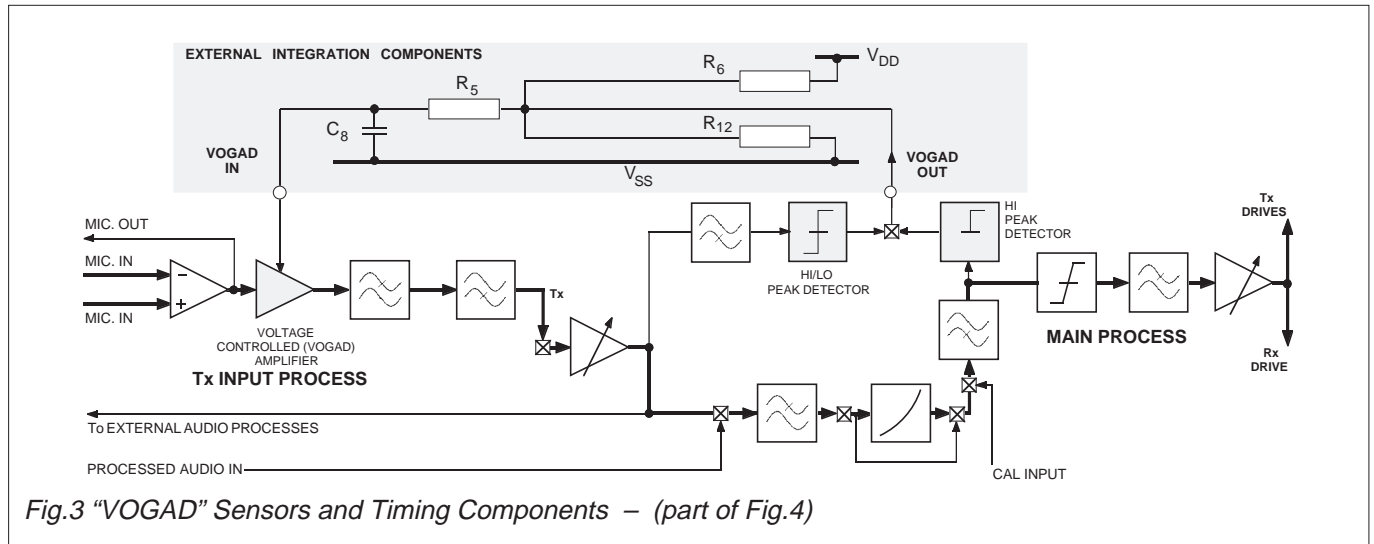 EXTERNAL INTEGRATION COMPONENTS
VDD
R6
R5
R12
C8
VOGAD
IN
VSS
VOGAD
OUT
MIC. OUT
MIC. IN
MIC. IN
−
+
VOLTAGE
CONTROLLED (VOGAD)
AMPLIFIER
Tx INPUT PROCESS
Tx
HI/LO
PEAK DETECTOR
HI
PEAK
DETECTOR
MAIN PROCESS
Tx
DRIVES
Rx
DRIVE
To EXTERNAL AUDIO PROCESSES
PROCESSED AUDIO IN
CAL INPUT
Fig.3 “VOGAD” Sensors and Timing Components – (part of Fig.4)